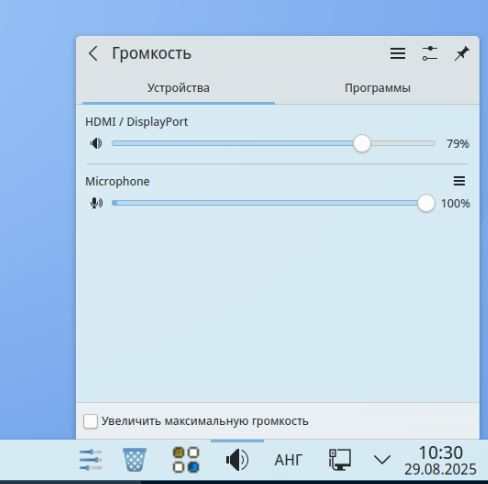 Громкость
Устройства Программы
HDMI / DisplayPort
79%
Microphone
100%
Увеличить максимальную громкость
АНГ
10:30
29.08.2025